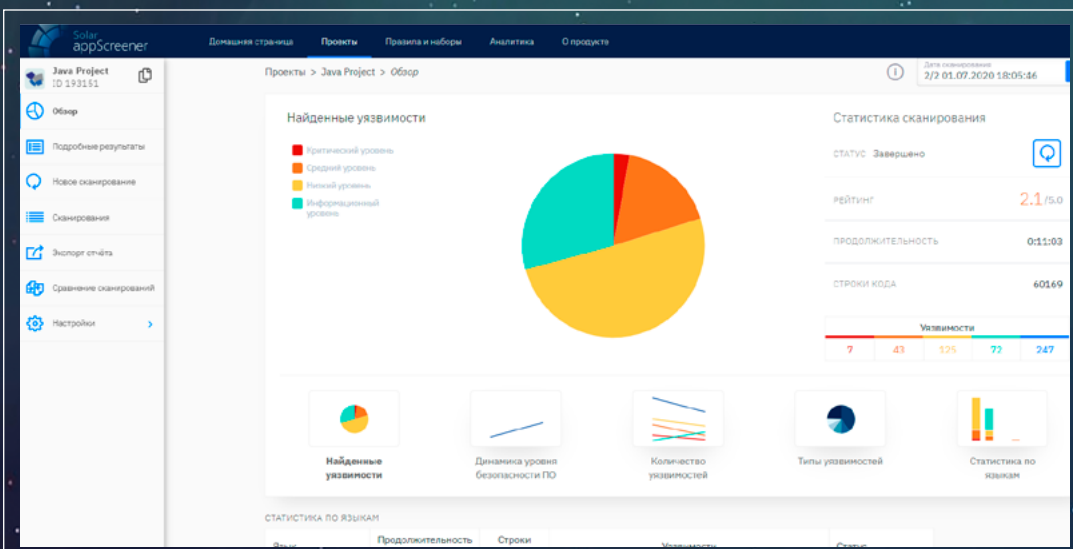 Solar
appScreener
Домашняя страница Проекты Правила и наборы Аналитика О продукте
Java Project
ID 193151
Проекты > Java Project > Обзор
Дата сканирования
2/2 01.07.2020 18:05:46
Обзор
Подробные результаты
Новое сканирование
Сканирования
Экспорт отчёта
Сравнение сканирований
Настройки
Найденные уязвимости
Критический уровень
Средний уровень
Низкий уровень
Информационный
уровень
Статистика сканирования
СТАТУС Завершено
РЕЙТИНГ 2.1/5.0
ПРОДОЛЖИТЕЛЬНОСТЬ 0:11:03
СТРОКИ КОДА 60169
Уязвимости
7 43 125 72 247
Найденные
уязвимости
Динамика уровня
безопасности ПО
Количество
уязвимостей
Типы уязвимостей
Статистика по
языкам
СТАТИСТИКА ПО ЯЗЫКАМ
Язык Продолжительность Строки Уязвимости Статус